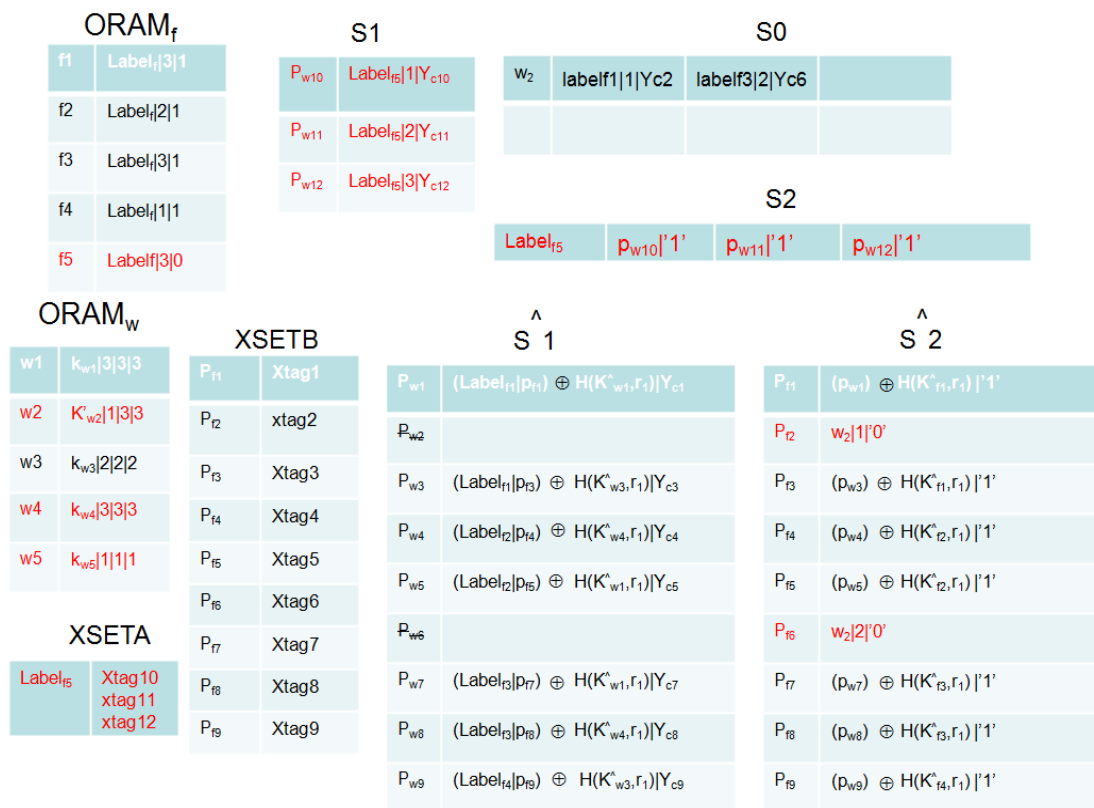 ORAMf
f1 Labelf|3|1
f2 Labelf|2|1
f3 Labelf|3|1
f4 Labelf|1|1
f5 Labelf|3|0
S1
Pw10 Labelf5|1|Yc10
Pw11 Labelf5|2|Yc11
Pw12 Labelf5|3|Yc12
S0
w2 labelf1|1|Yc2 labelf3|2|Yc6
S2
Labelf5 pw10|'1' pw11|'1' pw12|'1'
ORAMw
w1 kw1|3|3|3
w2 K'w2|1|3|3
w3 kw3|2|2|2
w4 kw4|3|3|3
w5 kw5|1|1|1
XSETA
Labelf5 Xtag10
xtag11
xtag12
XSETB
Pf1 Xtag1
Pf2 xtag2
Pf3 Xtag3
Pf4 Xtag4
Pf5 Xtag5
Pf6 Xtag6
Pf7 Xtag7
Pf8 Xtag8
Pf9 Xtag9
S^1
Pw1 (Labelf1|pf1) ⊕ H(K^w1,r1)|Yc1
Pw2
Pw3 (Labelf1|pf3) ⊕ H(K^w3,r1)|Yc3
Pw4 (Labelf2|pf4) ⊕ H(K^w4,r1)|Yc4
Pw5 (Labelf2|pf5) ⊕ H(K^w1,r1)|Yc5
Pw6
Pw7 (Labelf3|pf7) ⊕ H(K^w1,r1)|Yc7
Pw8 (Labelf3|pf8) ⊕ H(K^w4,r1)|Yc8
Pw9 (Labelf4|pf9) ⊕ H(K^w3,r1)|Yc9
S^2
Pf1 (pw1) ⊕H(K^f1,r1) |'1'
Pf2 w2|1|'0'
Pf3 (pw3) ⊕ H(K^f1,r1) |'1'
Pf4 (pw4) ⊕ H(K^f2,r1) |'1'
Pf5 (pw5) ⊕ H(K^f2,r1) |'1'
Pf6 w2|2|'0'
Pf7 (pw7) ⊕ H(K^f3,r1) |'1'
Pf8 (pw8) ⊕ H(K^f3,r1) |'1'
Pf9 (pw9) ⊕ H(K^f4,r1) |'1'